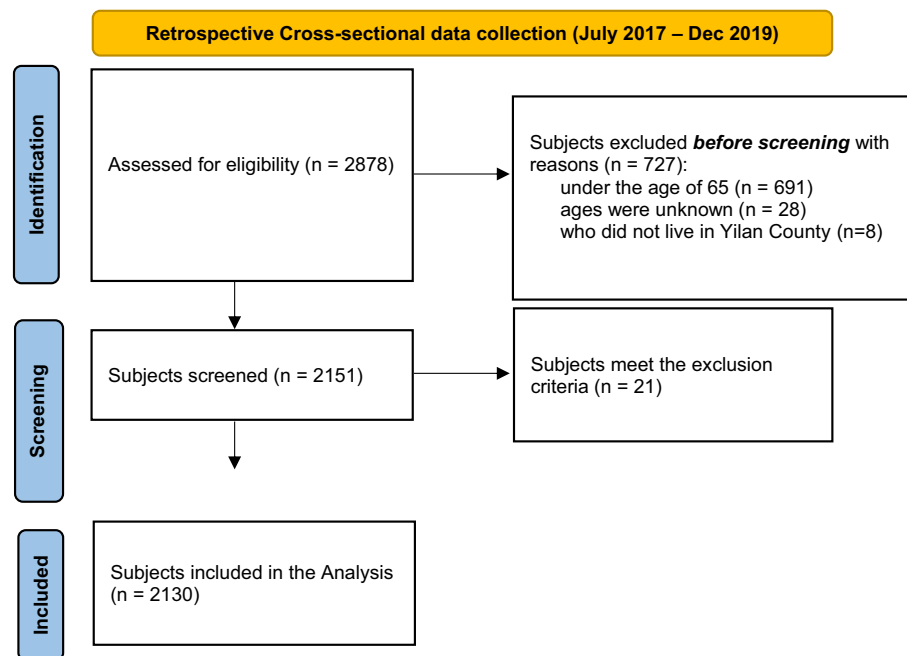 Retrospective Cross-sectional data collection (July 2017 – Dec 2019)
Identification
Assessed for eligibility (n = 2878)
Subjects excluded before screening with
reasons (n = 727):
under the age of 65 (n = 691)
ages were unknown (n = 28)
who did not live in Yilan County (n=8)
Screening
Subjects screened (n = 2151)
Subjects meet the exclusion
criteria (n = 21)
Included
Subjects included in the Analysis
(n = 2130)